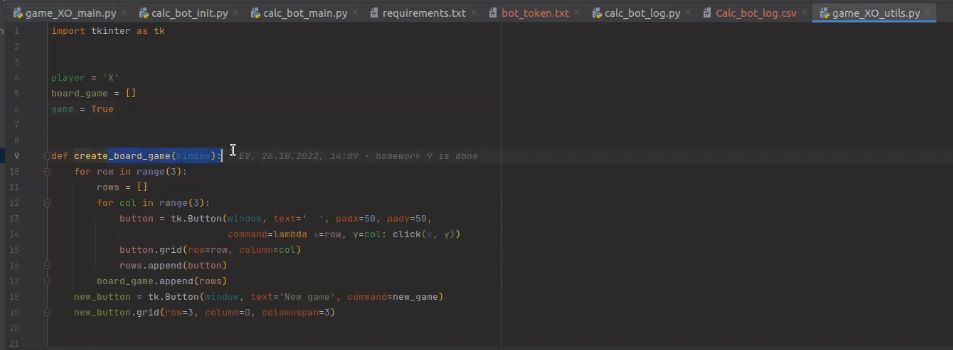 game_XO_main.py calc_bot_init.py calc_bot_main.py requirements.txt bot_token.txt calc_bot_log.py Calc_bot_log.csv game_XO_utils.py
1 import tkinter as tk
2
3
4 player = 'X'
5 board_game = []
6 game = True
7
8
9 def create_board_game(window): EV, 26.10.2022, 14:09 · homework 9 is done
10 for row in range(3):
11 rows = []
12 for col in range(3):
13 button = tk.Button(window, text='  ', padx=50, pady=50,
14 command=lambda x=row, y=col: click(x, y))
15 button.grid(row=row, column=col)
16 rows.append(button)
17 board_game.append(rows)
18 new_button = tk.Button(window, text='New game', command=new_game)
19 new_button.grid(row=3, column=0, columnspan=3)
20
21